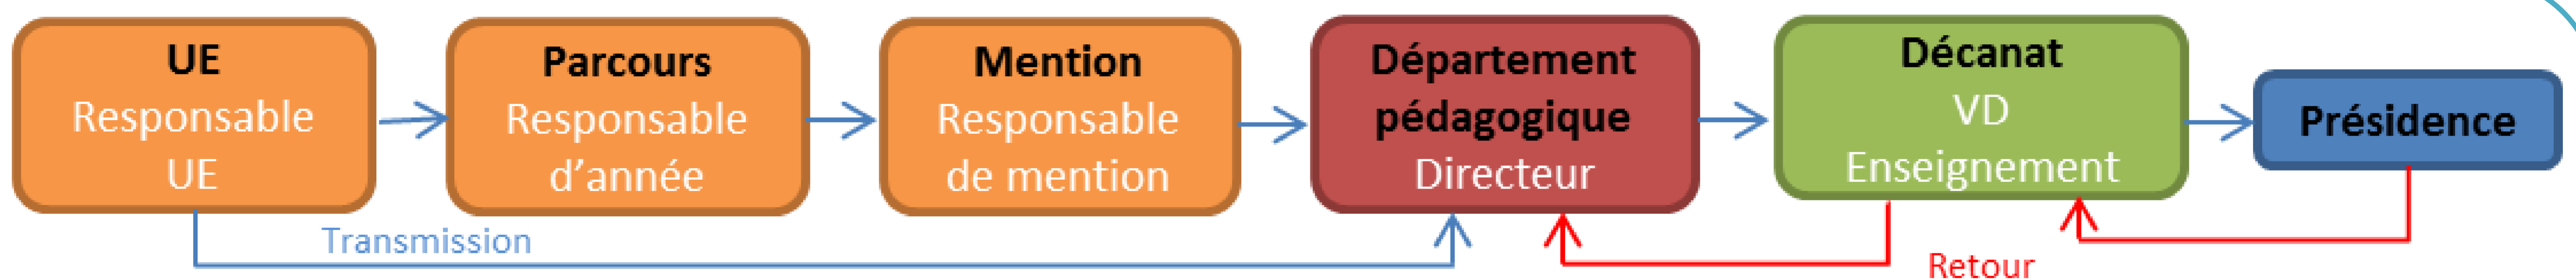 UE
Responsable
UE
Parcours
Responsable
d’année
Mention
Responsable
de mention
Département
pédagogique
Directeur
Décanat
VD
Enseignement
Présidence
Transmission
Retour